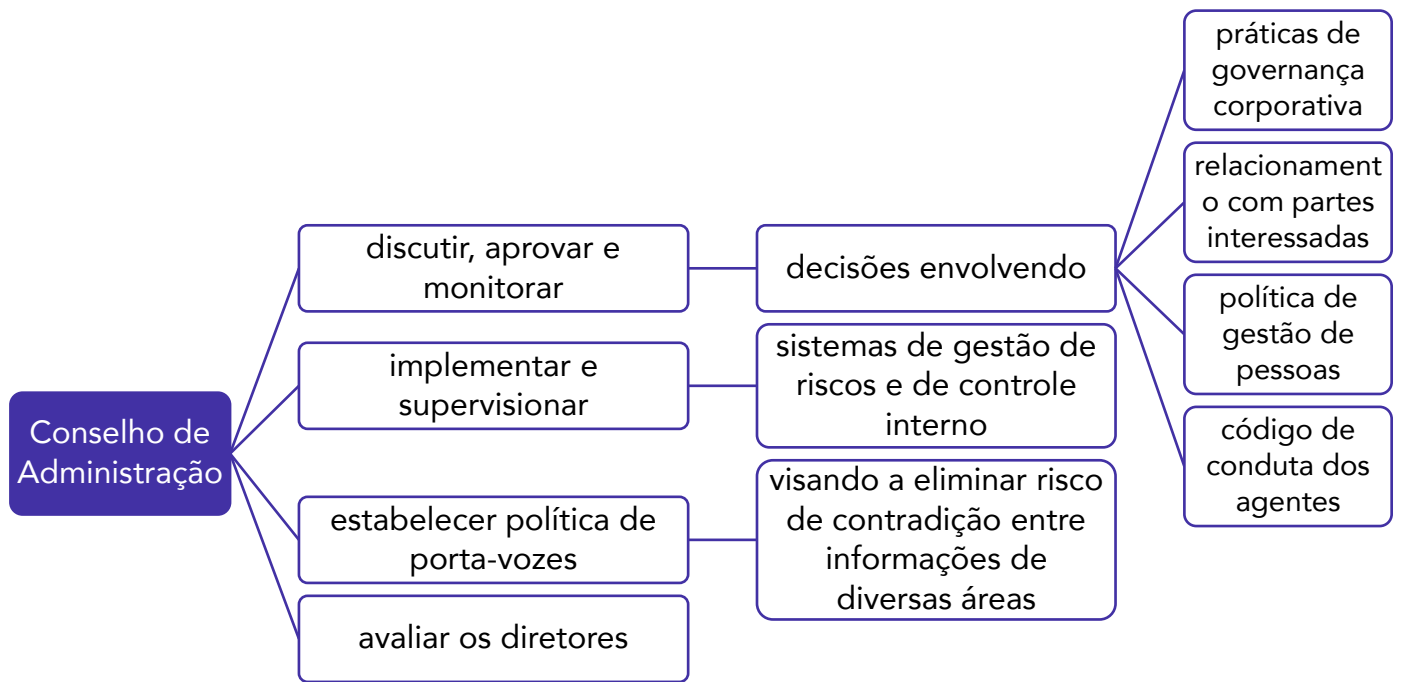 Conselho de
Administração
discutir, aprovar e
monitorar
decisões envolvendo
práticas de
governança
corporativa
relacionament
o com partes
interessadas
política de
gestão de
pessoas
código de
conduta dos
agentes
implementar e
supervisionar
sistemas de gestão de
riscos e de controle
interno
estabelecer política de
porta-vozes
visando a eliminar risco
de contradição entre
informações de
diversas áreas
avaliar os diretores